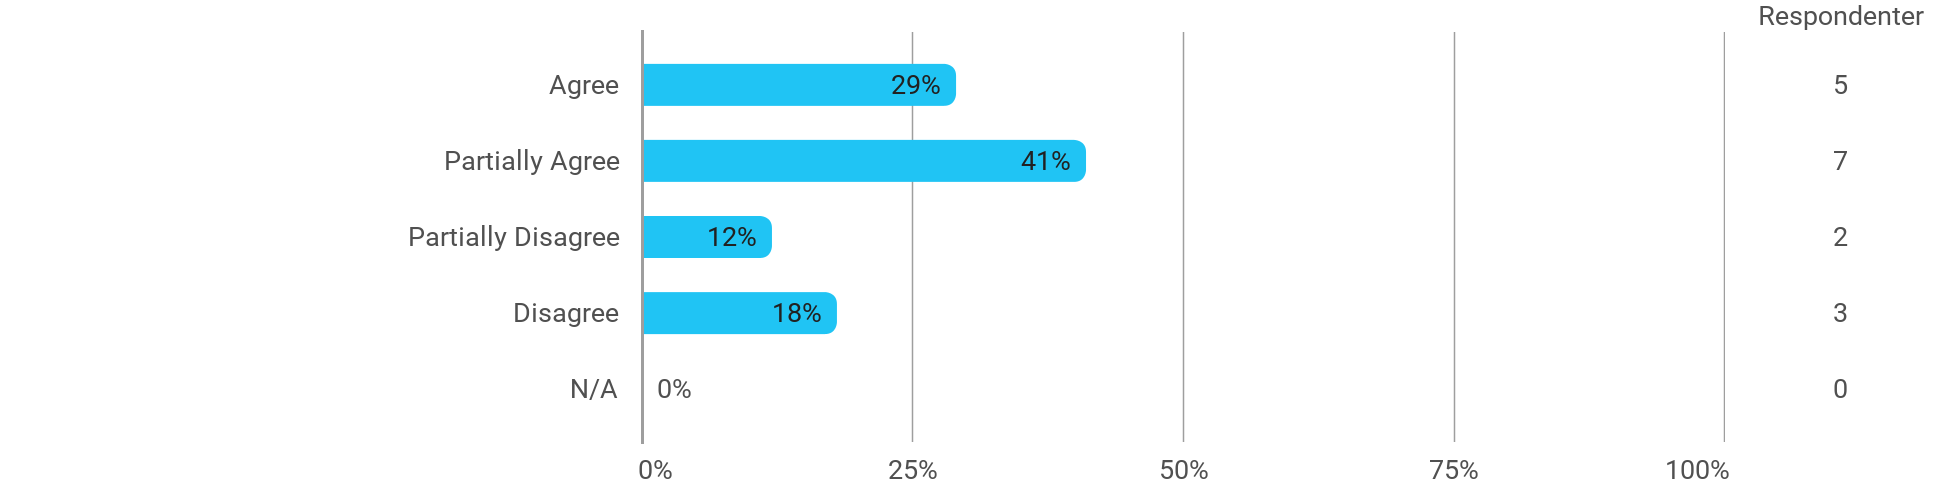 Respondenter
Agree 29% 5
Partially Agree 41% 7
Partially Disagree 12% 2
Disagree 18% 3
N/A 0% 0
0% 25% 50% 75% 100%